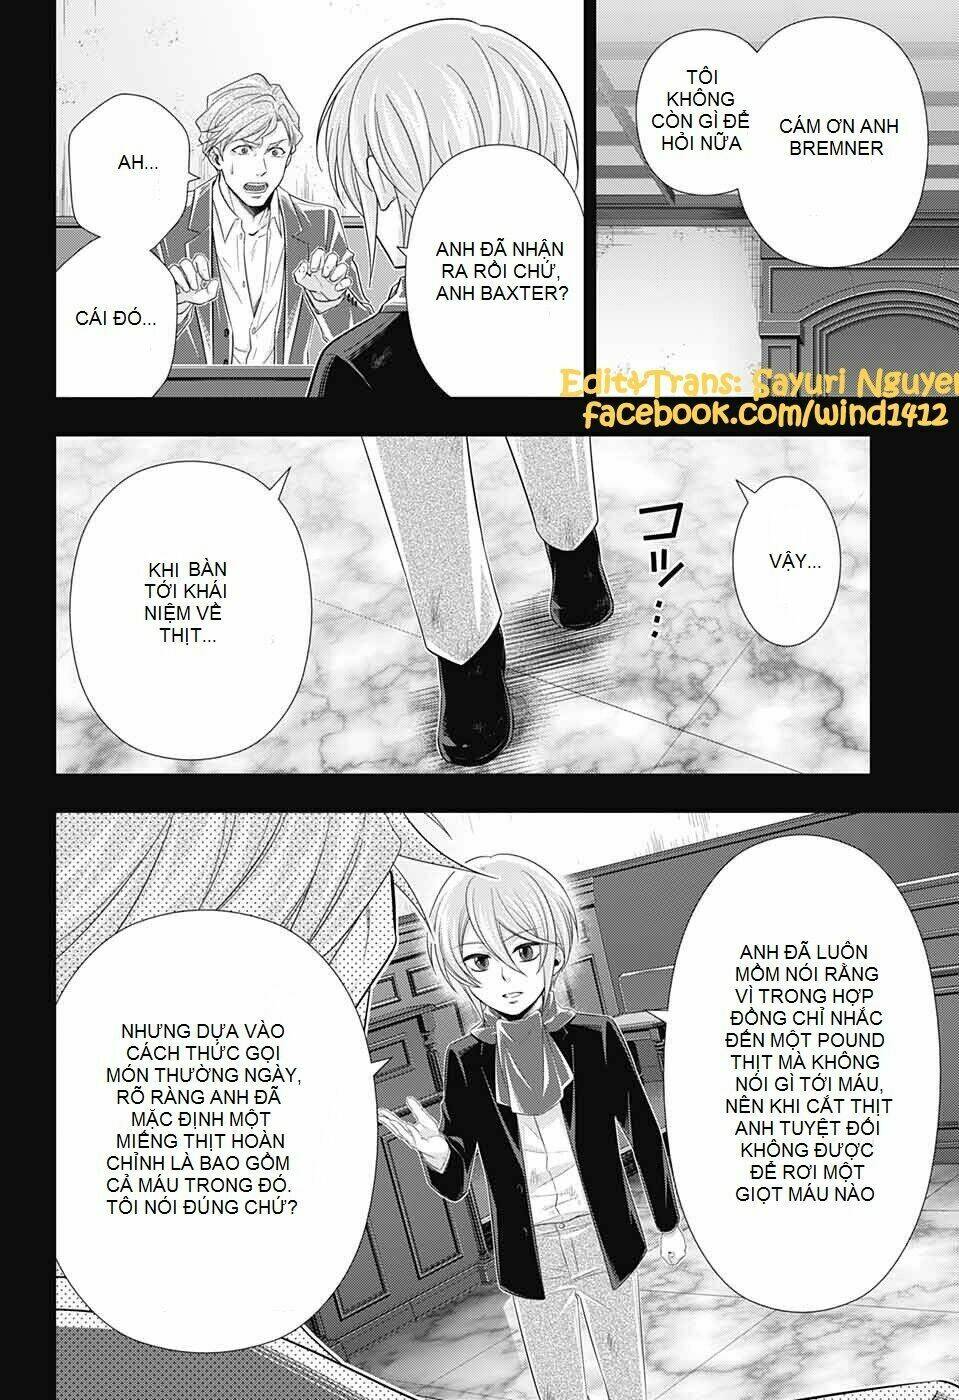 CÁM ƠN ANH
BREMNER
TÔI
KHÔNG
CÒN GÌ ĐỂ
HỎI NỮA
ANH ĐÃ NHẬN
RA RỒI CHỨ,
ANH BAXTER?
AH...
CÁI ĐÓ...
Edit&Trans: Sayuri Nguyen
facebook.com/wind1412
VẬY...
コツ...
KHI BÀN
TỚI KHÁI
NIỆM VỀ
THỊT...
ANH ĐÃ LUÔN
MỒM NÓI RẰNG
VÌ TRONG HỢP
ĐỒNG CHỈ NHẮC
ĐẾN MỘT POUND
THỊT MÀ KHÔNG
NÓI GÌ TỚI MÁU,
NÊN KHI CẮT THỊT
ANH TUYỆT ĐỐI
KHÔNG ĐƯỢC
ĐỂ RƠI MỘT
GIỌT MÁU NÀO
NHƯNG DỰA VÀO
CÁCH THỨC GỌI
MÓN THƯỜNG NGÀY,
RÕ RÀNG ANH ĐÃ
MẶC ĐỊNH MỘT
MIẾNG THỊT HOÀN
CHỈNH LÀ BAO GỒM
CẢ MÁU TRONG ĐÓ.
TÔI NÓI ĐÚNG CHỨ?